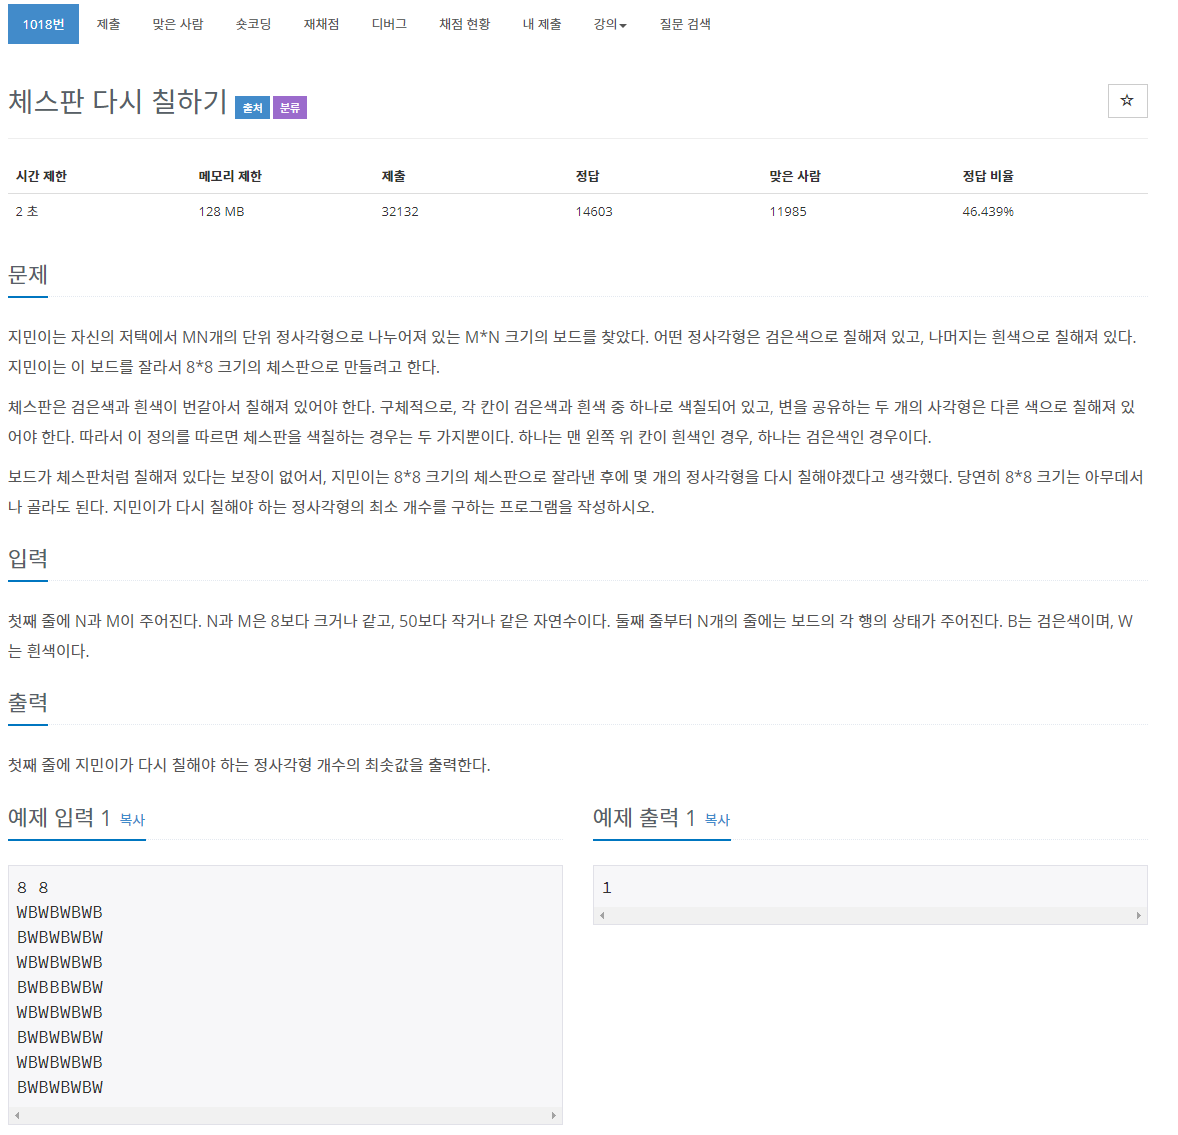 1018번 제출 맞은 사람 숏코딩 재채점 디버그 채점 현황 내 제출 강의 질문 검색
체스판 다시 칠하기 출처 분류
시간 제한 메모리 제한 제출 정답 맞은 사람 정답 비율
2 초 128 MB 32132 14603 11985 46.439%
문제
지민이는 자신의 저택에서 MN개의 단위 정사각형으로 나누어져 있는 M*N 크기의 보드를 찾았다. 어떤 정사각형은 검은색으로 칠해져 있고, 나머지는 흰색으로 칠해져 있다.
지민이는 이 보드를 잘라서 8*8 크기의 체스판으로 만들려고 한다.
체스판은 검은색과 흰색이 번갈아서 칠해져 있어야 한다. 구체적으로, 각 칸이 검은색과 흰색 중 하나로 색칠되어 있고, 변을 공유하는 두 개의 사각형은 다른 색으로 칠해져 있
어야 한다. 따라서 이 정의를 따르면 체스판을 색칠하는 경우는 두 가지뿐이다. 하나는 맨 왼쪽 위 칸이 흰색인 경우, 하나는 검은색인 경우이다.
보드가 체스판처럼 칠해져 있다는 보장이 없어서, 지민이는 8*8 크기의 체스판으로 잘라낸 후에 몇 개의 정사각형을 다시 칠해야겠다고 생각했다. 당연히 8*8 크기는 아무데서
나 골라도 된다. 지민이가 다시 칠해야 하는 정사각형의 최소 개수를 구하는 프로그램을 작성하시오.
입력
첫째 줄에 N과 M이 주어진다. N과 M은 8보다 크거나 같고, 50보다 작거나 같은 자연수이다. 둘째 줄부터 N개의 줄에는 보드의 각 행의 상태가 주어진다. B는 검은색이며, W
는 흰색이다.
출력
첫째 줄에 지민이가 다시 칠해야 하는 정사각형 개수의 최솟값을 출력한다.
예제 입력 1 복사
8 8
WBWBWBWB
BWBWBWBW
WBWBWBWB
BWBBBWBW
WBWBWBWB
BWBWBWBW
WBWBWBWB
BWBWBWBW
예제 출력 1 복사
1